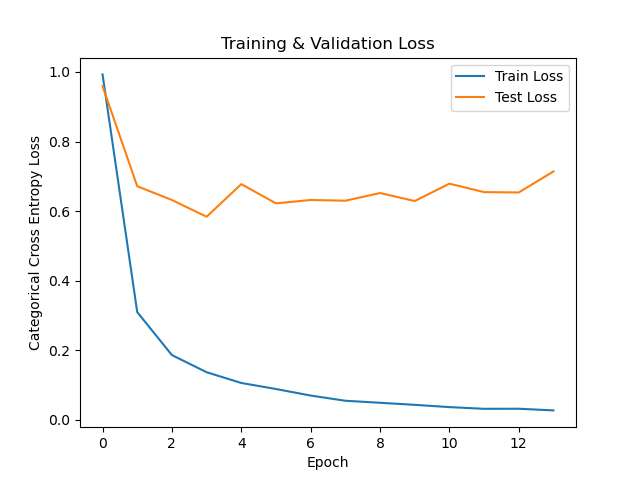 Training & Validation Loss
Train Loss
Test Loss
Categorical Cross Entropy Loss
1.0
0.8
0.6
0.4
0.2
0.0
0 2 4 6 8 10 12
Epoch